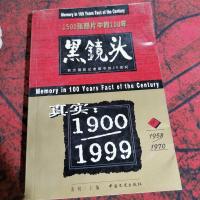 Memory in 100 Years Fact of the Century
1500张照片中的100年
黑镜头
Memory in 100 Years Fact of the Century
真实:
1900
1999
1958
1970
中国文史出版社